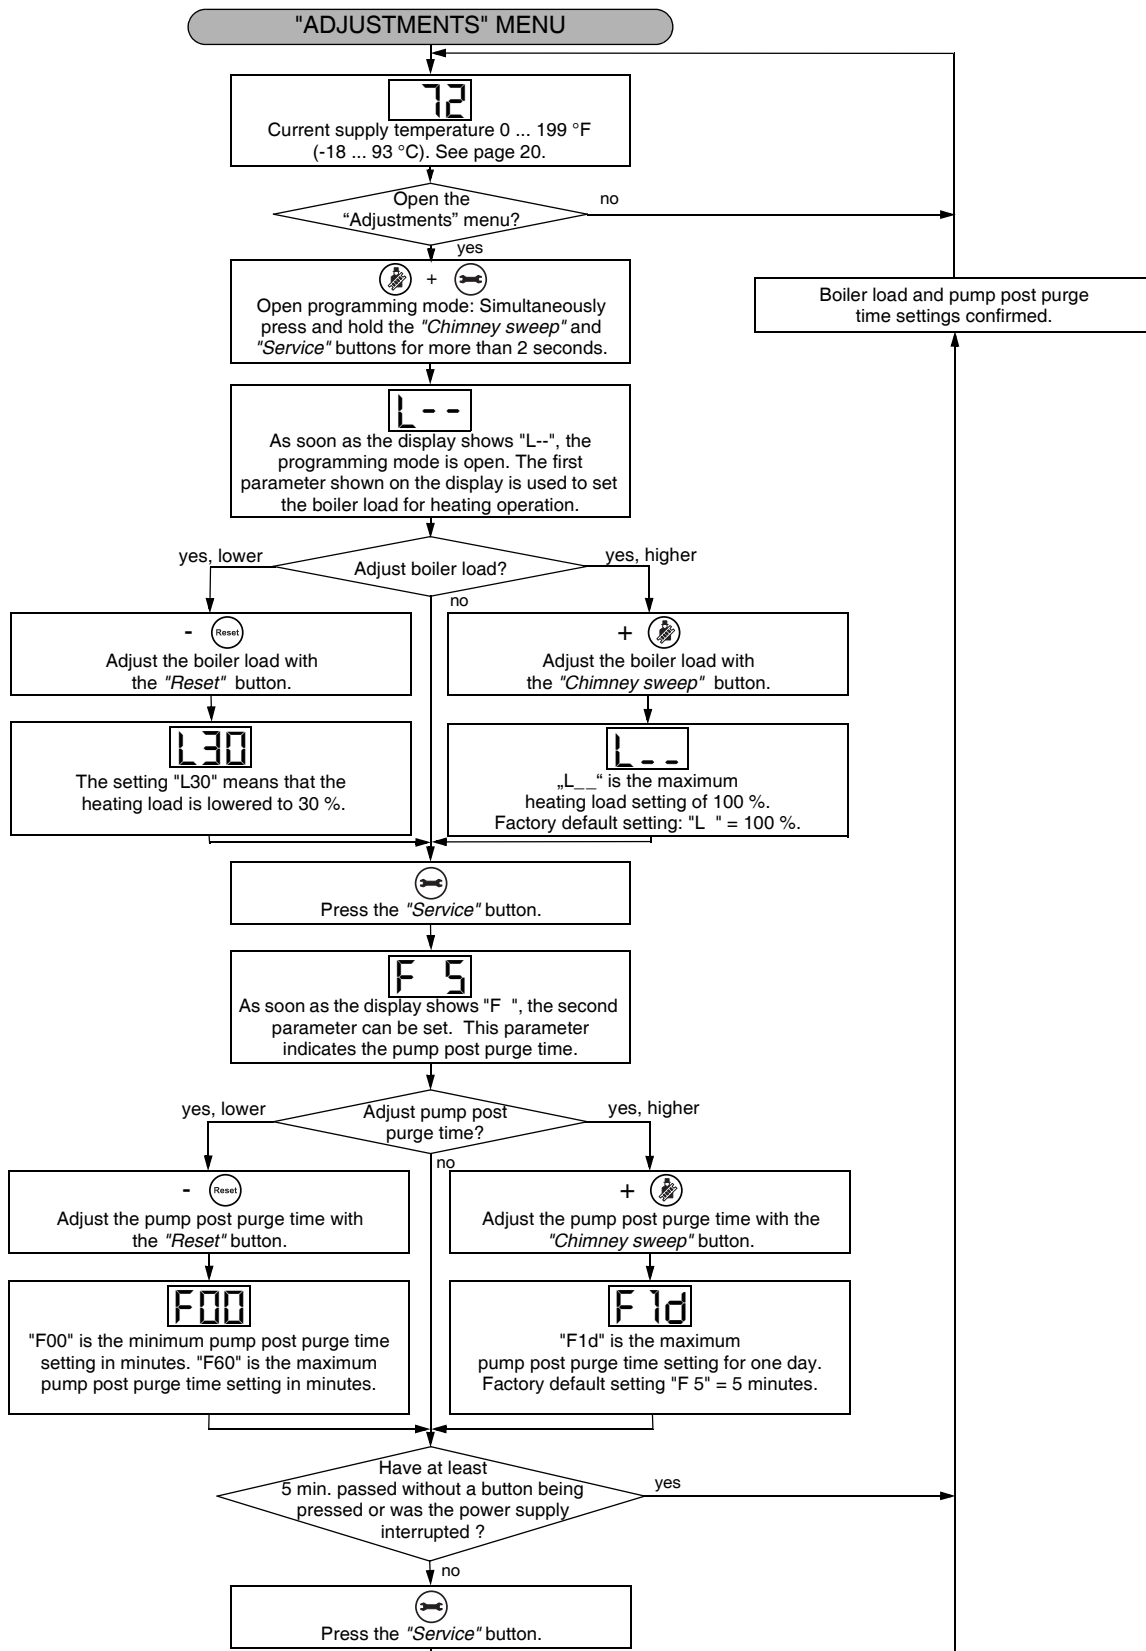 "ADJUSTMENTS" MENU
72
Current supply temperature 0 ... 199 °F
(-18 ... 93 °C). See page 20.
Open the
“Adjustments” menu?
no
yes
+
Open programming mode: Simultaneously
press and hold the "Chimney sweep" and
"Service" buttons for more than 2 seconds.
Boiler load and pump post purge
time settings confirmed.
L--
As soon as the display shows "L--", the
programming mode is open. The first
parameter shown on the display is used to set
the boiler load for heating operation.
yes, lower
Adjust boiler load?
yes, higher
no
- Reset
Adjust the boiler load with
the "Reset" button.
+
Adjust the boiler load with
the "Chimney sweep" button.
L30
The setting "L30" means that the
heating load is lowered to 30 %.
L__
„L__“ is the maximum
heating load setting of 100 %.
Factory default setting: "L  " = 100 %.
Press the "Service" button.
F 5
As soon as the display shows "F  ", the second
parameter can be set. This parameter
indicates the pump post purge time.
yes, lower
Adjust pump post
purge time?
yes, higher
no
- Reset
Adjust the pump post purge time with
the "Reset" button.
+
Adjust the pump post purge time with the
"Chimney sweep" button.
F00
"F00" is the minimum pump post purge time
setting in minutes. "F60" is the maximum
pump post purge time setting in minutes.
F1d
"F1d" is the maximum
pump post purge time setting for one day.
Factory default setting "F 5" = 5 minutes.
Have at least
5 min. passed without a button being
pressed or was the power supply
interrupted ?
yes
no
Press the "Service" button.